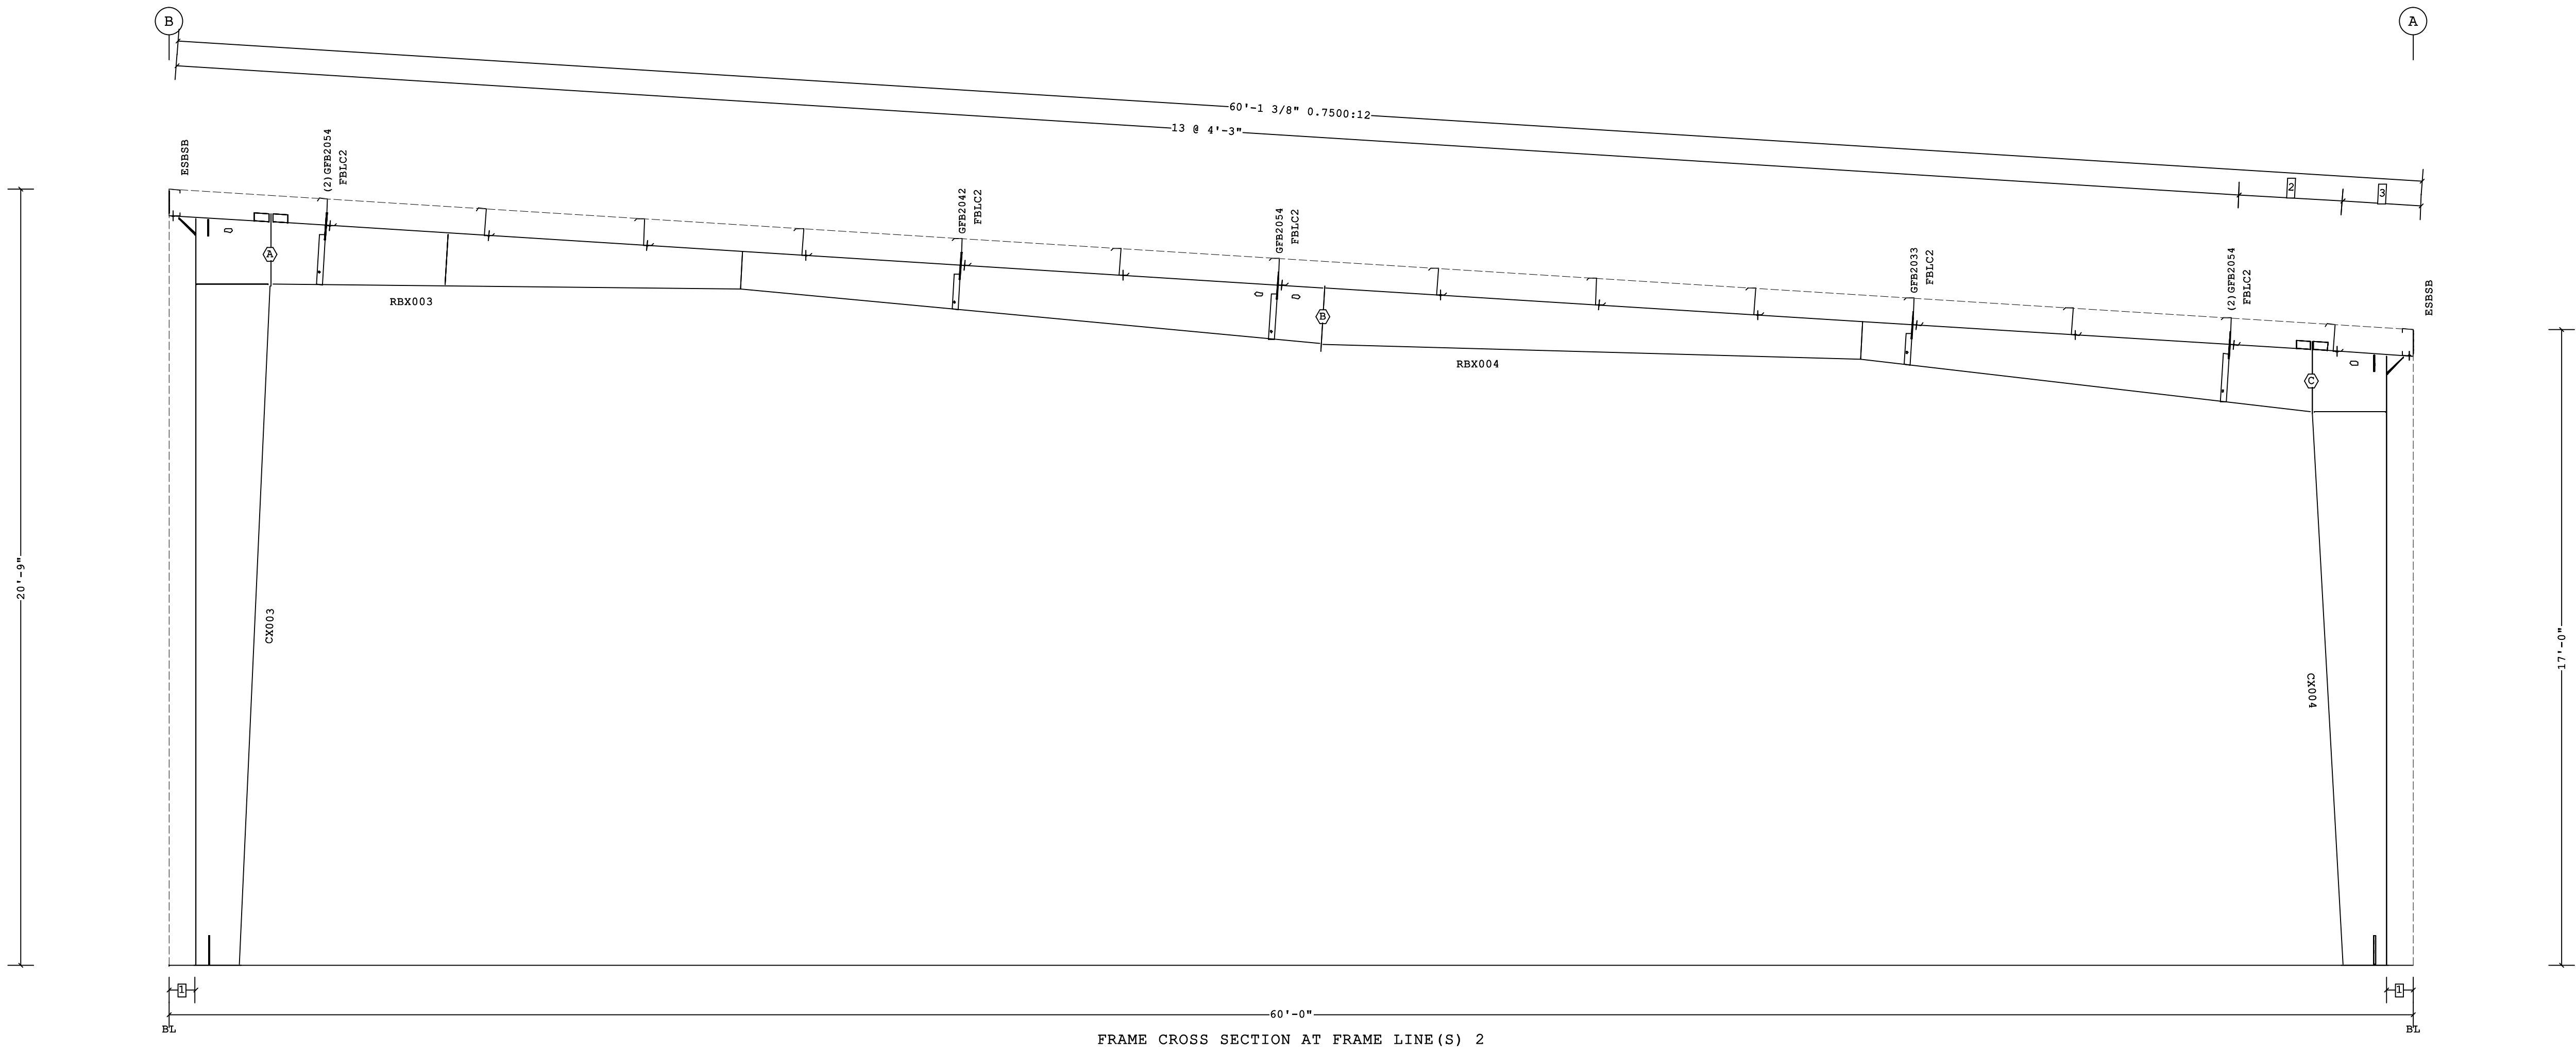 B
A
60'-1 3/8" 0.7500:12
13 @ 4'-3"
2
3
ESBSB
(2)GFB2054
FBLC2
GFB2042
FBLC2
GFB2054
FBLC2
GFB2033
FBLC2
(2)GFB2054
FBLC2
ESBSB
A
B
C
RBX003
RBX004
20'-9"
CX003
CX004
17'-0"
1
1
60'-0"
BL
BL
FRAME CROSS SECTION AT FRAME LINE(S) 2